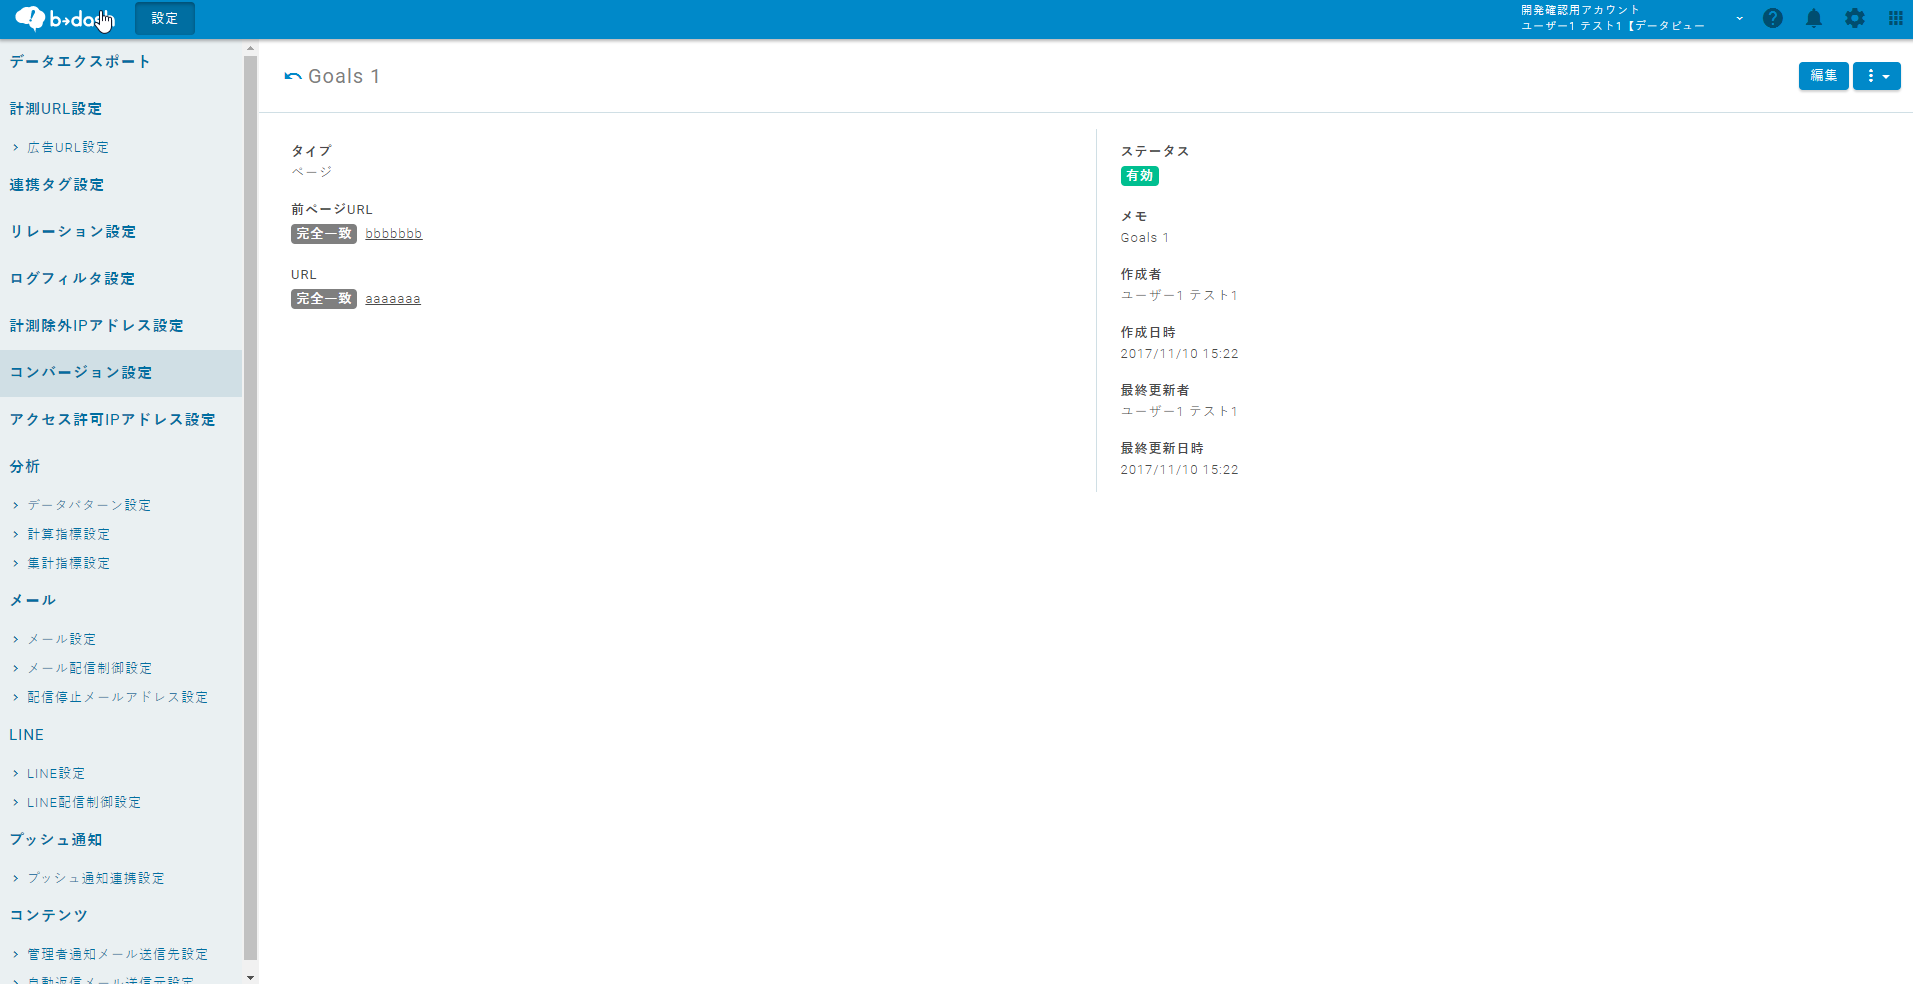 b→dash
設定
開発確認用アカウント
ユーザー1 テスト1【データビュー
データエクスポート
計測URL設定
広告URL設定
連携タグ設定
リレーション設定
ログフィルタ設定
計測除外IPアドレス設定
コンバージョン設定
アクセス許可IPアドレス設定
分析
データパターン設定
計算指標設定
集計指標設定
メール
メール設定
メール配信制御設定
配信停止メールアドレス設定
LINE
LINE設定
LINE配信制御設定
プッシュ通知
プッシュ通知連携設定
コンテンツ
管理者通知メール送信先設定
自動返信メール送信元設定
Goals 1
編集
タイプ
ページ
前ページURL
完全一致 bbbbbbb
URL
完全一致 aaaaaaa
ステータス
有効
メモ
Goals 1
作成者
ユーザー1 テスト1
作成日時
2017/11/10 15:22
最終更新者
ユーザー1 テスト1
最終更新日時
2017/11/10 15:22